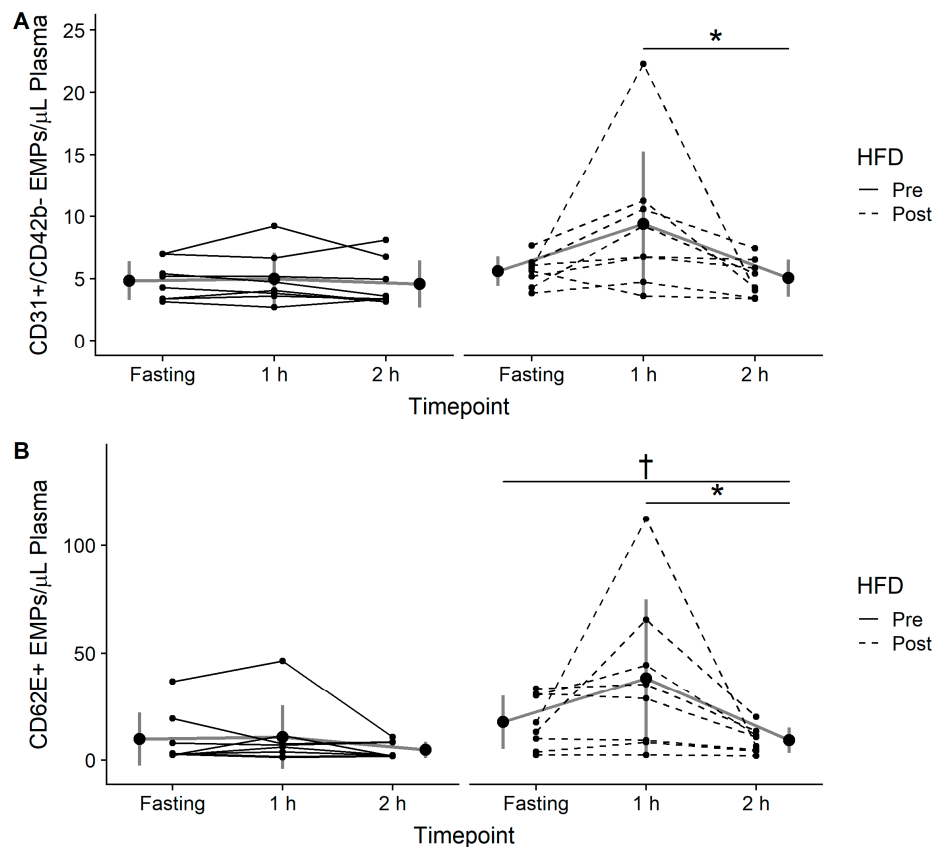 A
CD31+/CD42b- EMPs/μL Plasma
25
20
15
10
5
0
*
Fasting 1 h 2 h Fasting 1 h 2 h
Timepoint
HFD
Pre
Post
B
CD62E+ EMPs/μL Plasma
100
50
0
†
*
Fasting 1 h 2 h Fasting 1 h 2 h
Timepoint
HFD
Pre
Post